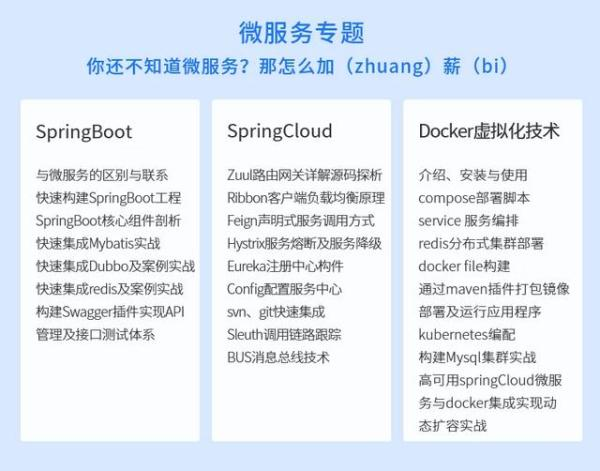 微服务专题
你还不知道微服务？那怎么加（zhuang）薪（bi）
SpringBoot
与微服务的区别与联系
快速构建SpringBoot工程
SpringBoot核心组件剖析
快速集成Mybatis实战
快速集成Dubbo及案例实战
快速集成redis及案例实战
构建Swagger插件实现API
管理及接口测试体系
SpringCloud
Zuul路由网关详解源码探析
Ribbon客户端负载均衡原理
Feign声明式服务调用方式
Hystrix服务熔断及服务降级
Eureka注册中心构件
Config配置服务中心
svn、git快速集成
Sleuth调用链路跟踪
BUS消息总线技术
Docker虚拟化技术
介绍、安装与使用
compose部署脚本
service 服务编排
redis分布式集群部署
docker file构建
通过maven插件打包镜像
部署及运行应用程序
kubernetes编配
构建Mysql集群实战
高可用springCloud微服
务与docker集成实现动
态扩容实战